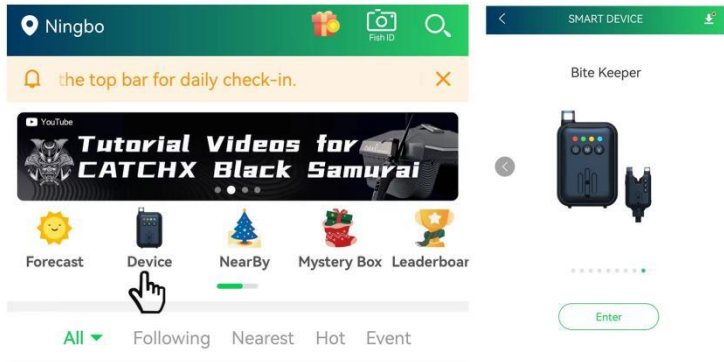 Ningbo
Fish ID
the top bar for daily check-in.
YouTube
Tutorial Videos for
CATCHX Black Samurai
Forecast Device NearBy Mystery Box Leaderboar
All Following Nearest Hot Event
SMART DEVICE
Bite Keeper
Enter